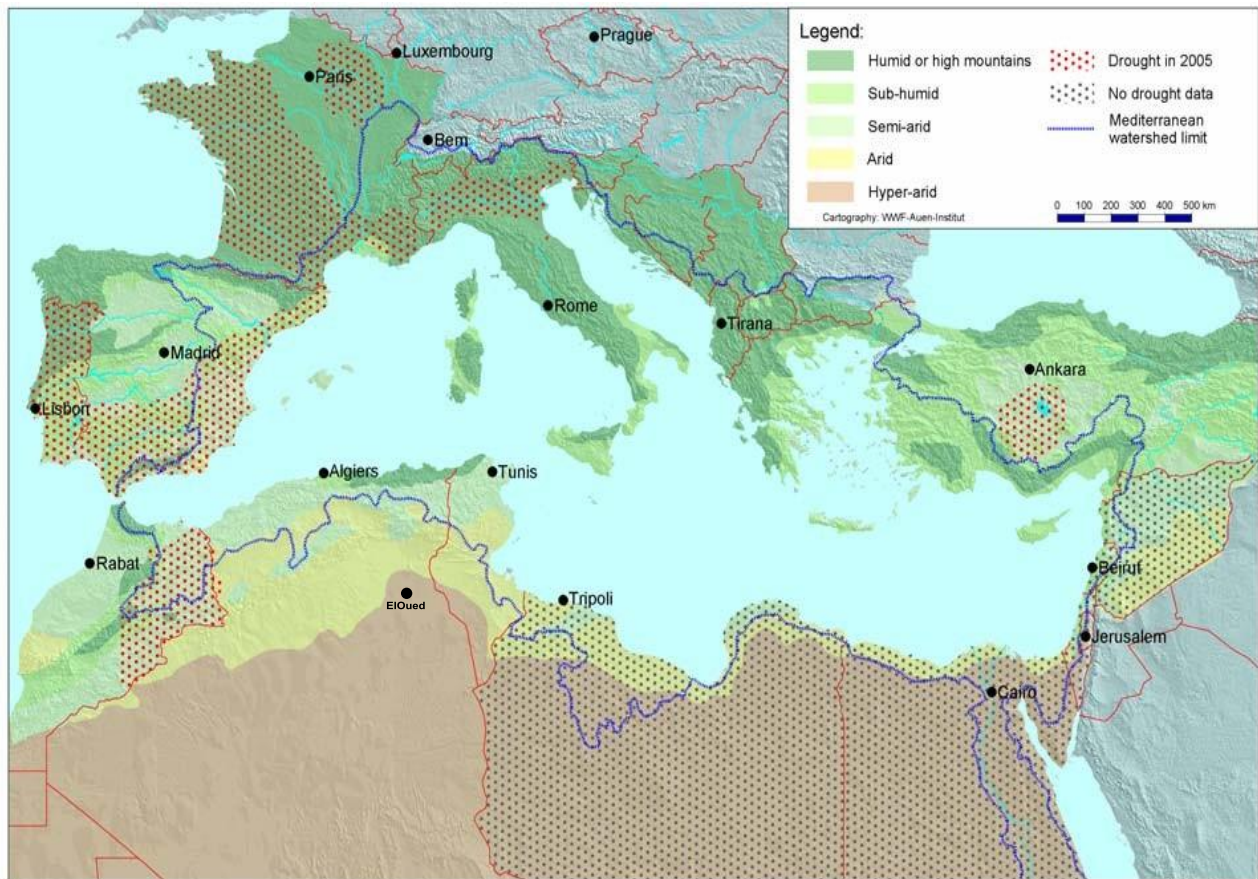 Luxembourg
Prague
Paris
Bern
Madrid
Lisbon
Rome
Tirana
Ankara
Algiers
Tunis
Rabat
ElOued
Tripoli
Beirut
Jerusalem
Cairo
Legend:
Humid or high mountains
Sub-humid
Semi-arid
Arid
Hyper-arid
Cartography: WWF-Auen-Institut
Drought in 2005
No drought data
Mediterranean
watershed limit
0 100 200 300 400 500 km